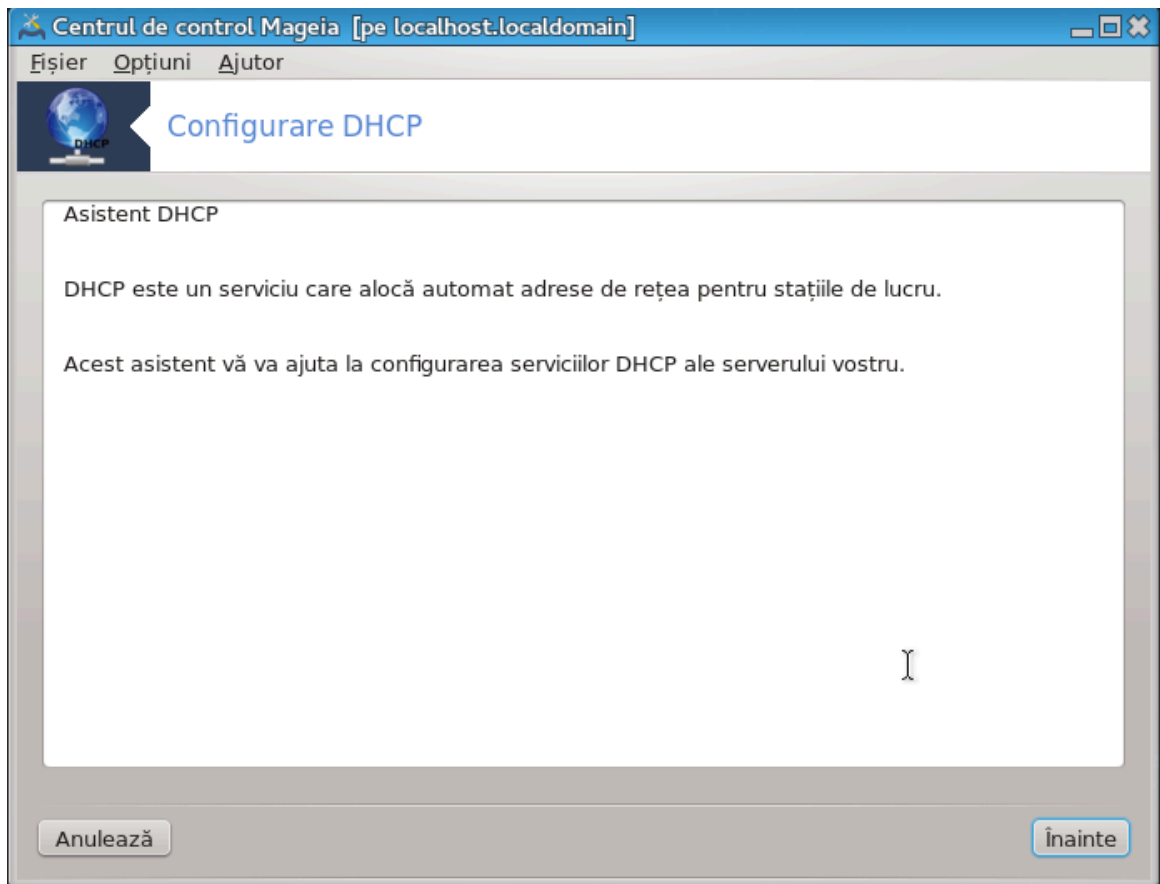 Centrul de control Mageia [pe localhost.localdomain]
Fișier Opțiuni Ajutor
DHCP
Configurare DHCP
Asistent DHCP
DHCP este un serviciu care alocă automat adrese de rețea pentru stațiile de lucru.
Acest asistent vă va ajuta la configurarea serviciilor DHCP ale serverului vostru.
Anulează Înainte